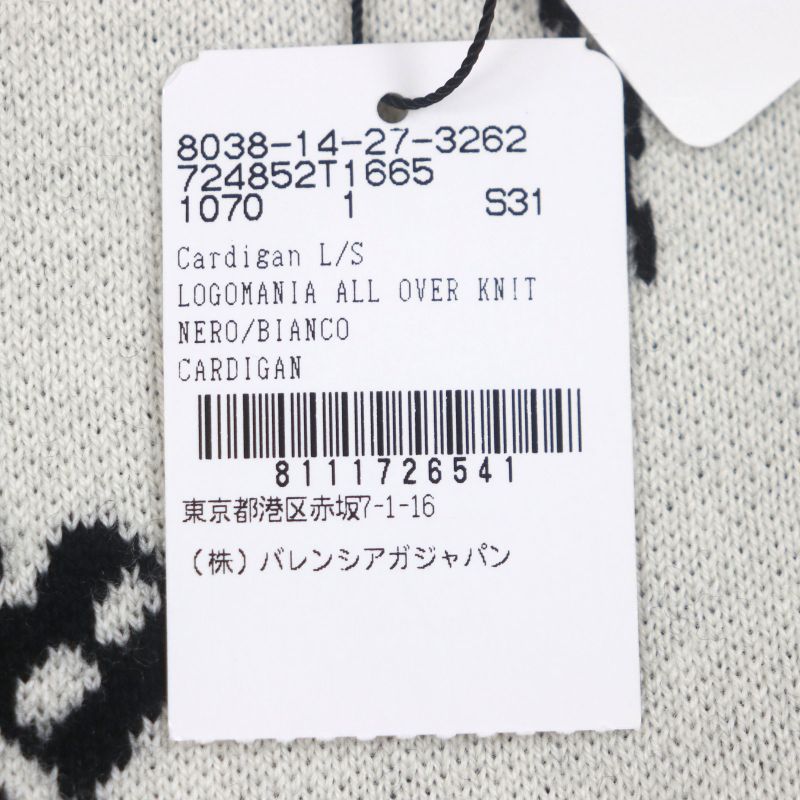 8038-14-27-3262
724852T1665
1070 1 S31
Cardigan L/S
LOGOMANIA ALL OVER KNIT
NERO/BIANCO
CARDIGAN
8111726541
東京都港区赤坂7-1-16
(株)バレンシアガジャパン